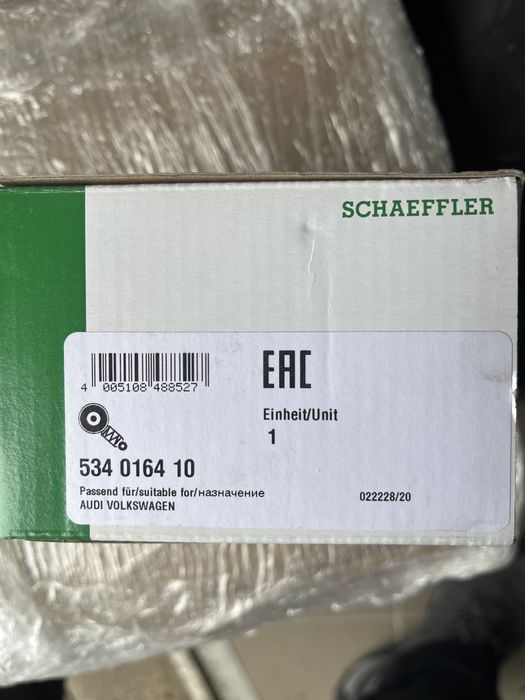 SCHAEFFLER
4 005108 488527
EAC
Einheit/Unit
1
534 0164 10
Passend für/suitable for/назначение
AUDI VOLKSWAGEN
022228/20